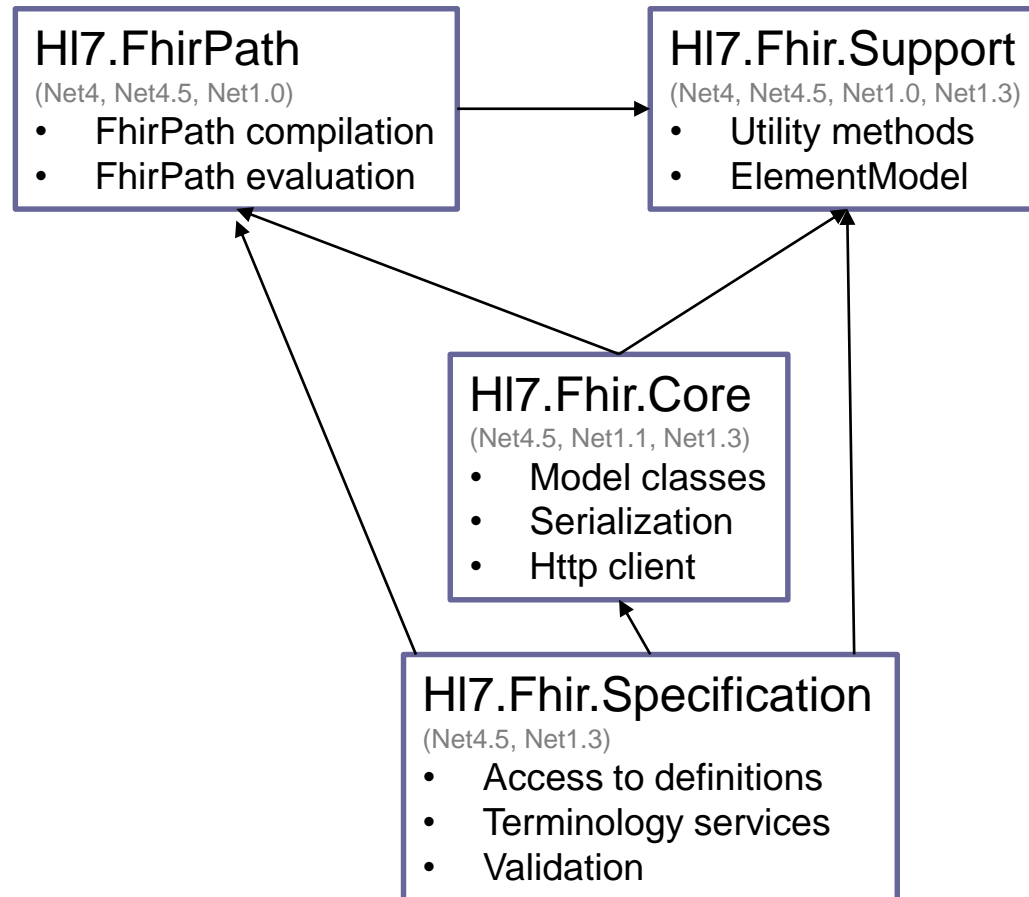 Hl7.FhirPath
(Net4, Net4.5, Net1.0)
• FhirPath compilation
• FhirPath evaluation
Hl7.Fhir.Support
(Net4, Net4.5, Net1.0, Net1.3)
• Utility methods
• ElementModel
Hl7.Fhir.Core
(Net4.5, Net1.1, Net1.3)
• Model classes
• Serialization
• Http client
Hl7.Fhir.Specification
(Net4.5, Net1.3)
• Access to definitions
• Terminology services
• Validation